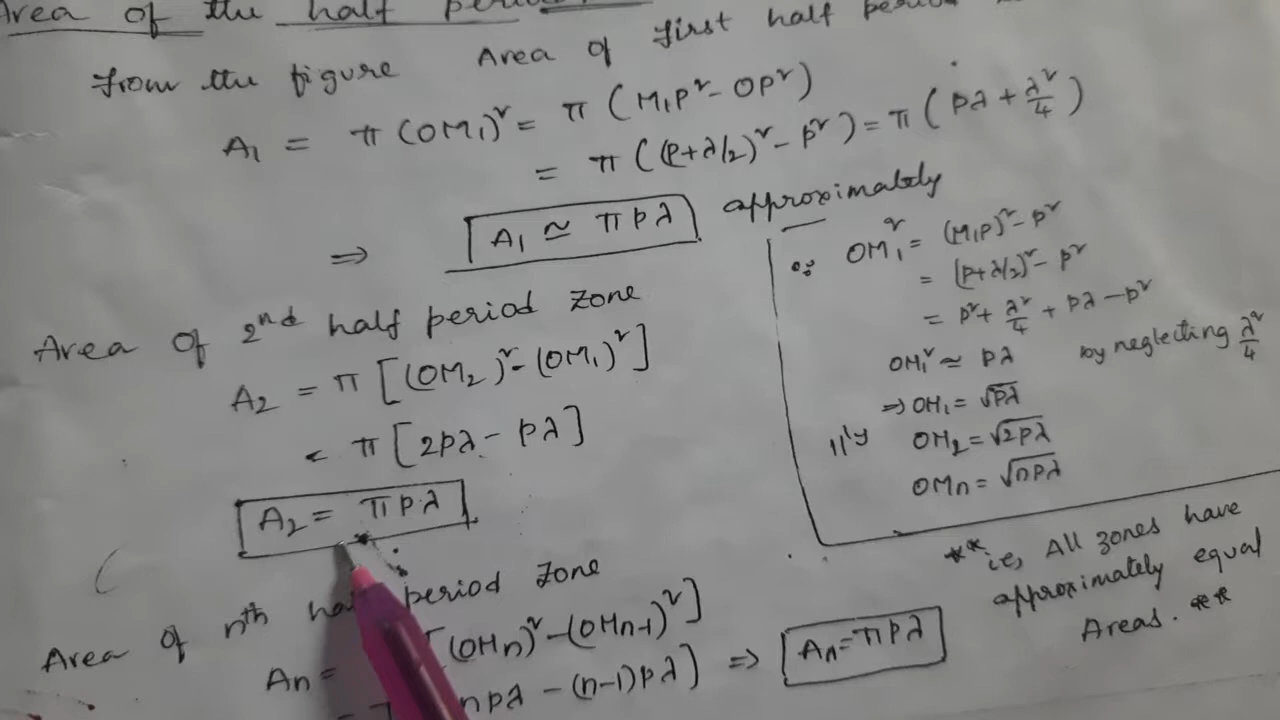 Area of the half
from the figure Area of first half
A₁ = π(OM₁)² = π(M₁P² - OP²)
= π((P+λ/2)² - P²) = π(Pλ + λ²/4)
⇒ A₁ ≃ πPλ approximately
Area of 2nd half period zone
A₂ = π[(OM₂)² - (OM₁)²]
= π[2pλ - pλ]
A₂ = πPλ
Area of nth period zone
An = [(OMn)² - (OMn-1)²]
= npλ - (n-1)pλ] ⇒ An = πPλ
∵ OM₁² = (M₁P)² - P²
= (P+λ/2)² - P²
= P² + λ²/4 + Pλ - P²
OM₁² ≃ Pλ by neglecting λ²/4
⇒ OM₁ = √Pλ
|||ly OM₂ = √2Pλ
OMn = √nPλ
** ie, All zones have
approximately equal
Areas. **